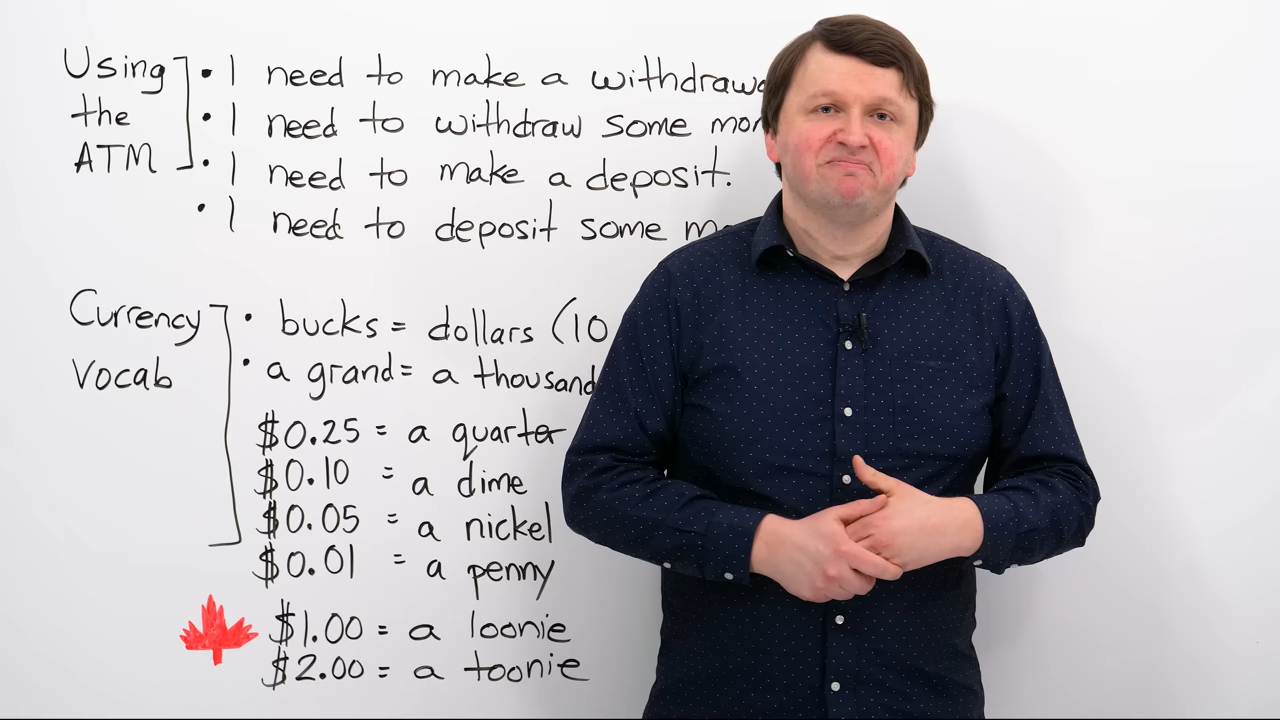 Using
the
ATM
• I need to make a
• I need to withdraw some
• I need to make a deposit.
• I need to deposit some
Currency
Vocab
• bucks = dollars (10
• a grand = a thousand
$0.25 = a quarter
$0.10 = a dime
$0.05 = a nickel
$0.01 = a penny
$1.00 = a loonie
$2.00 = a toonie